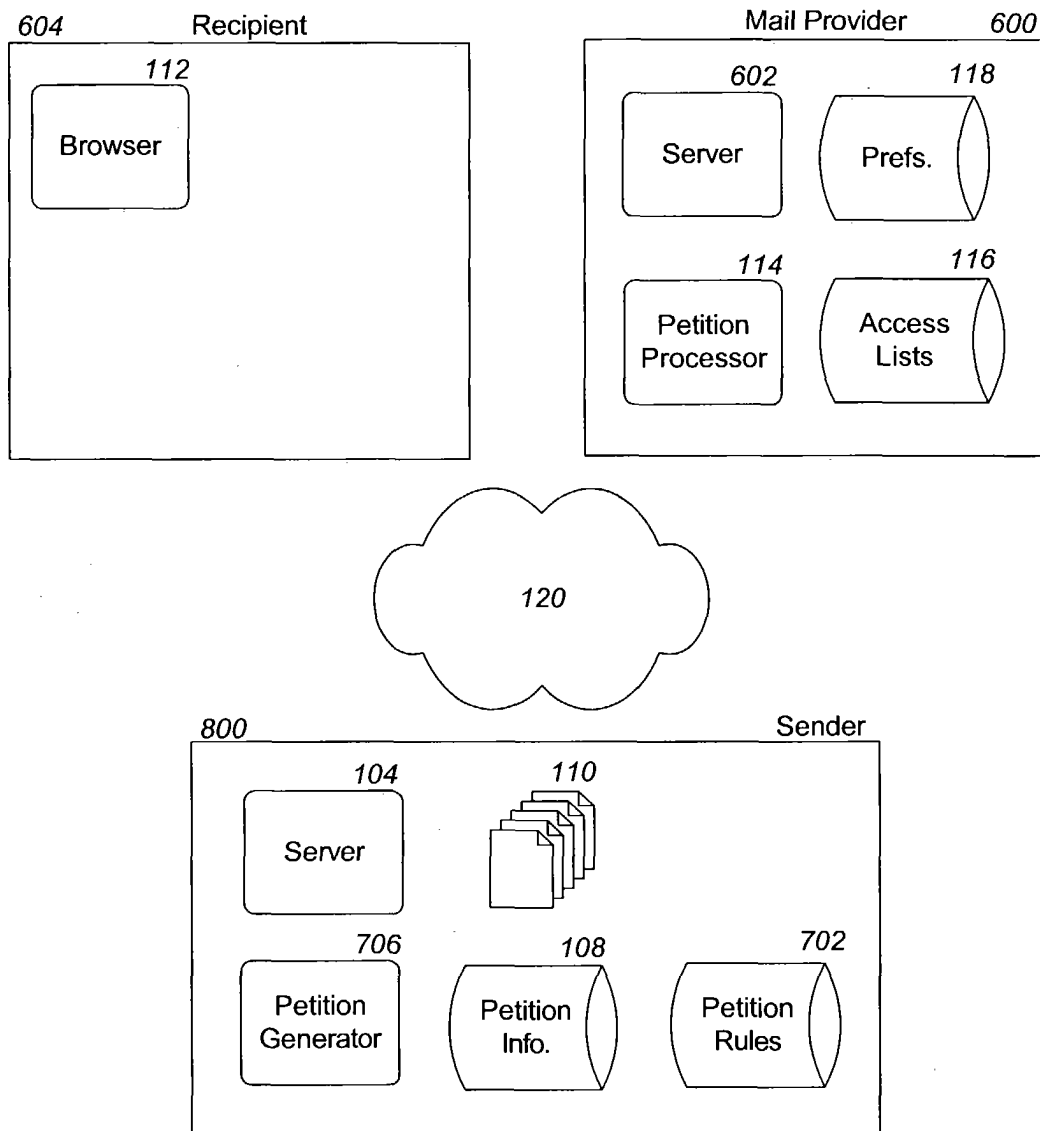 604 Recipient
112
Browser
Mail Provider 600
602
Server
118
Prefs.
114
Petition
Processor
116
Access
Lists
120
800 Sender
104
Server
110
706
Petition
Generator
108
Petition
Info.
702
Petition
Rules